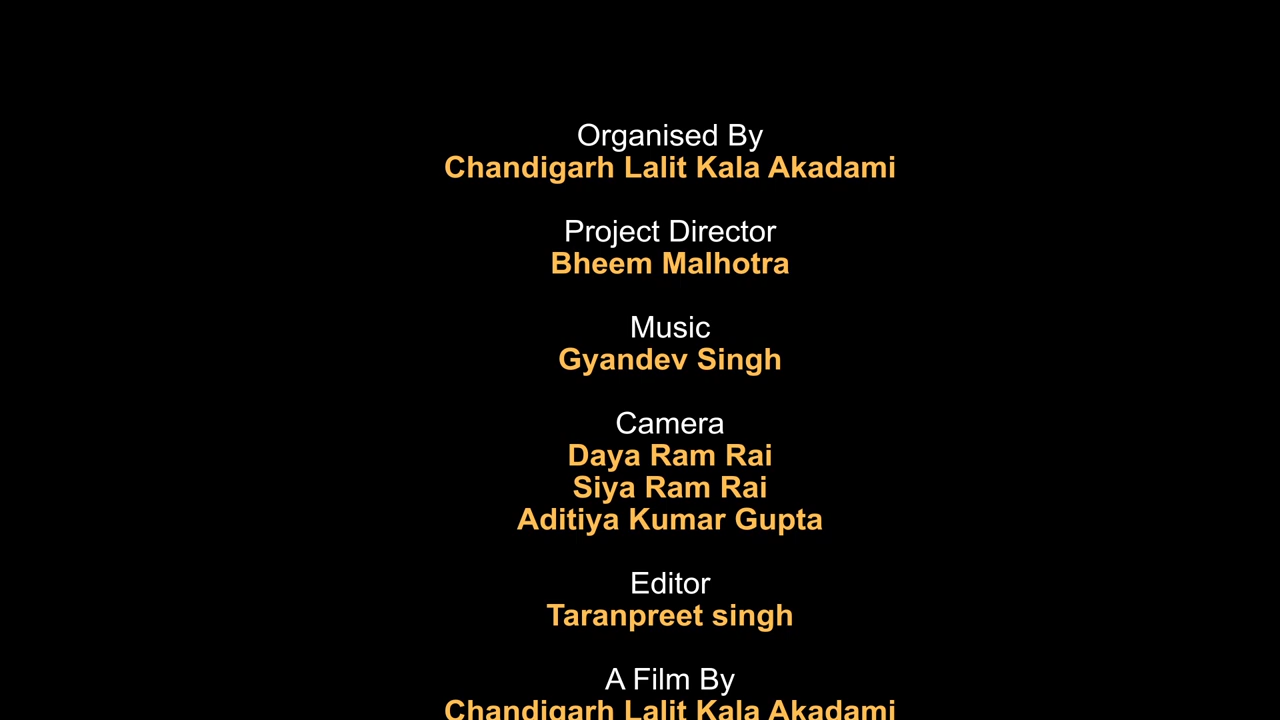 Organised By
Chandigarh Lalit Kala Akadami
Project Director
Bheem Malhotra
Music
Gyandev Singh
Camera
Daya Ram Rai
Siya Ram Rai
Aditiya Kumar Gupta
Editor
Taranpreet singh
A Film By
Chandigarh Lalit Kala Akadami